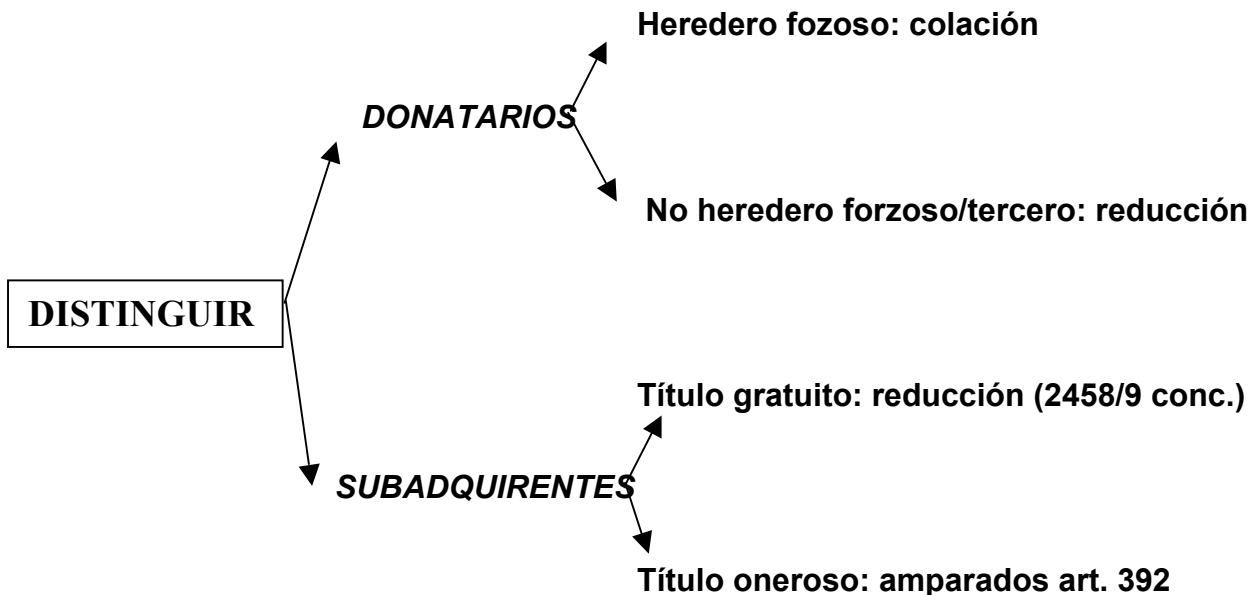 Heredero fozoso: colación
DONATARIOS
No heredero forzoso/tercero: reducción
DISTINGUIR
Título gratuito: reducción (2458/9 conc.)
SUBADQUIRENTES
Título oneroso: amparados art. 392